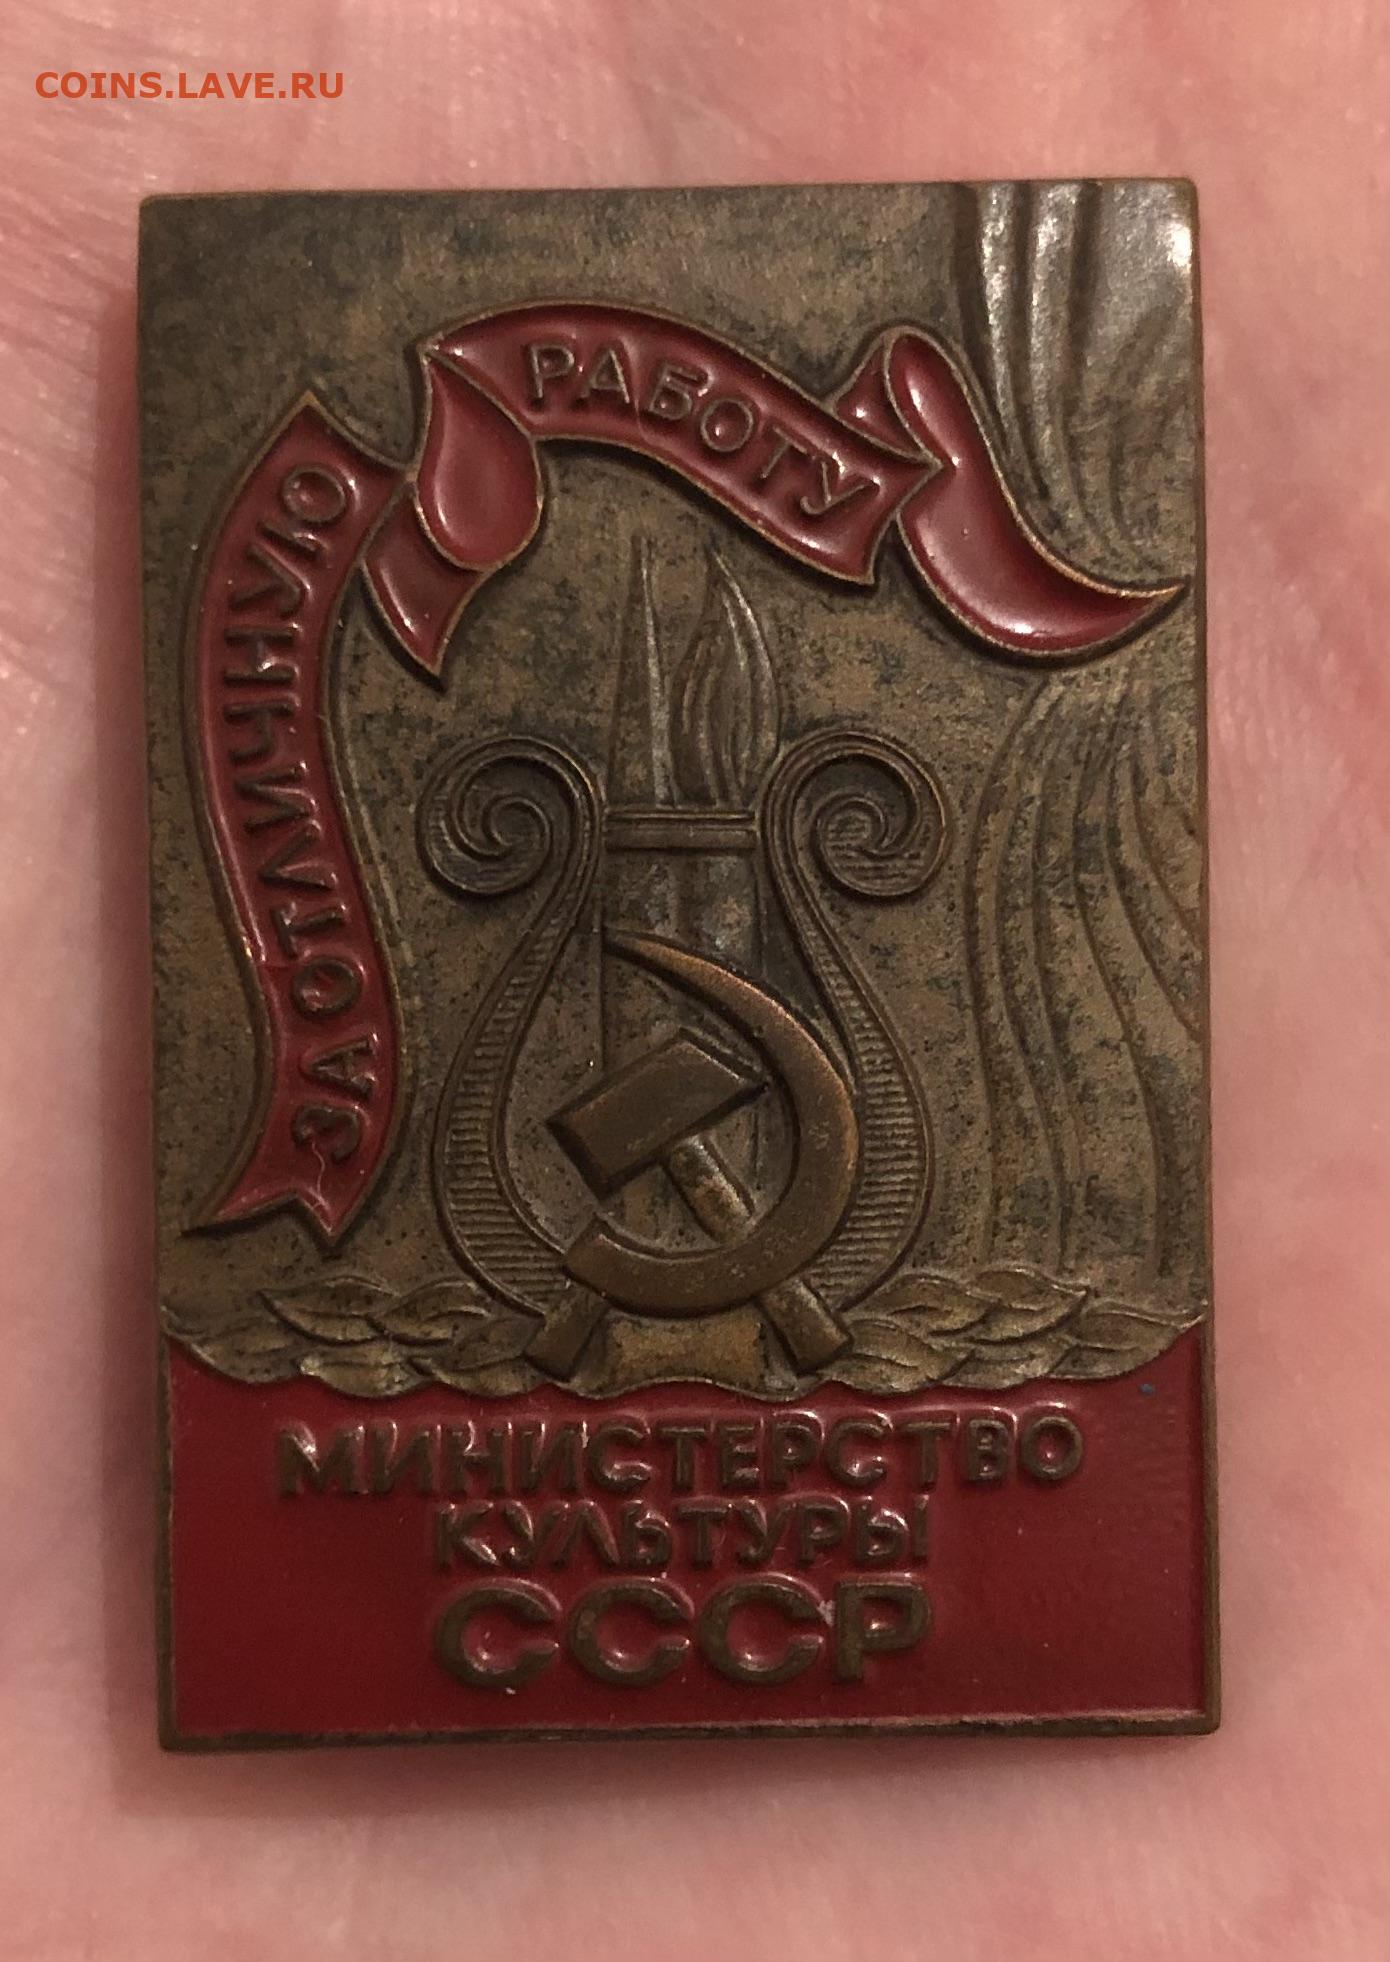 COINS.LAVE.RU
ЗА ОТЛИЧНУЮ
РАБОТУ
МИНИСТЕРСТВО
КУЛЬТУРЫ
СССР